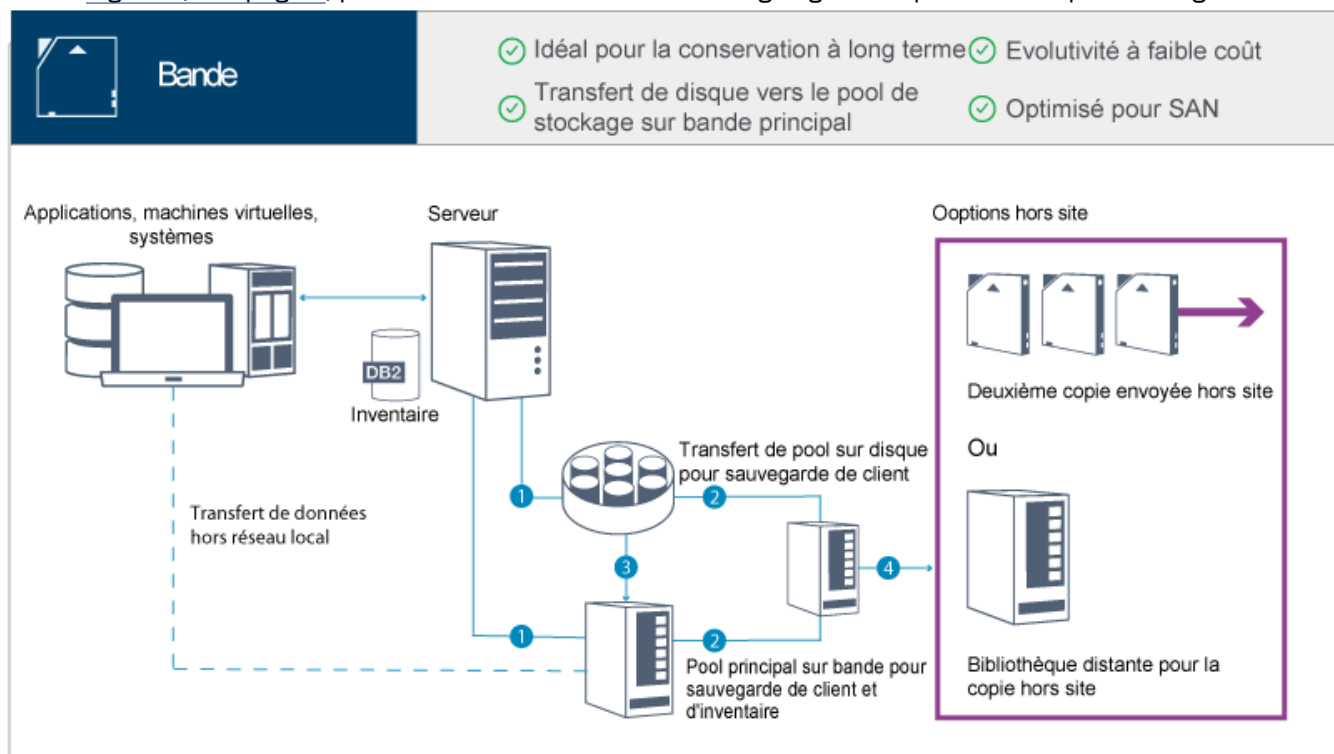 Bande
Idéal pour la conservation à long terme
Evolutivité à faible coût
Transfert de disque vers le pool de
stockage sur bande principal
Optimisé pour SAN
Applications, machines virtuelles,
systèmes
Serveur
Ooptions hors site
DB2
Inventaire
Deuxième copie envoyée hors site
Transfert de pool sur disque
pour sauvegarde de client
Ou
1
2
Transfert de données
hors réseau local
3
4
1
2
Pool principal sur bande pour
sauvegarde de client et
d'inventaire
Bibliothèque distante pour la
copie hors site